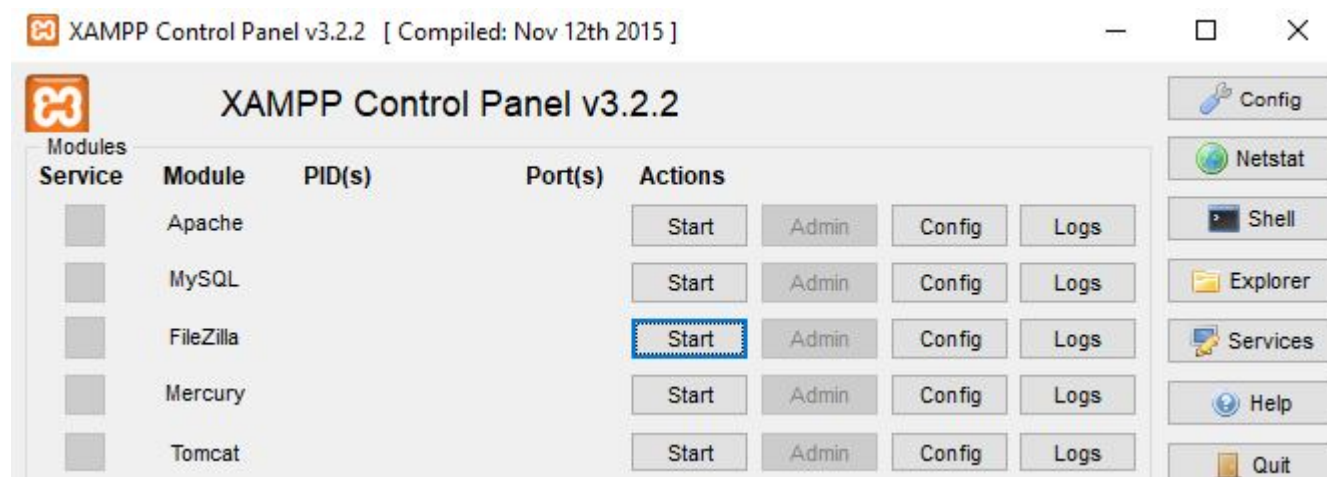 XAMPP Control Panel v3.2.2 [ Compiled: Nov 12th 2015 ]
XAMPP Control Panel v3.2.2
Modules
Service Module PID(s) Port(s) Actions
Apache Start Admin Config Logs
MySQL Start Admin Config Logs
FileZilla Start Admin Config Logs
Mercury Start Admin Config Logs
Tomcat Start Admin Config Logs
Config
Netstat
Shell
Explorer
Services
Help
Quit